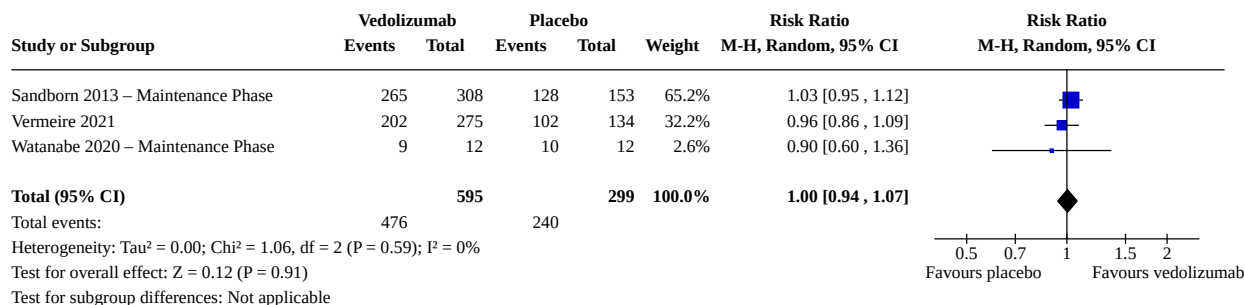 Vedolizumab Placebo Risk Ratio Risk Ratio
Study or Subgroup Events Total Events Total Weight M-H, Random, 95% CI M-H, Random, 95% CI
Sandborn 2013 – Maintenance Phase 265 308 128 153 65.2% 1.03 [0.95 , 1.12]
Vermeire 2021 202 275 102 134 32.2% 0.96 [0.86 , 1.09]
Watanabe 2020 – Maintenance Phase 9 12 10 12 2.6% 0.90 [0.60 , 1.36]
Total (95% CI) 595 299 100.0% 1.00 [0.94 , 1.07]
Total events: 476 240
Heterogeneity: Tau² = 0.00; Chi² = 1.06, df = 2 (P = 0.59); I² = 0%
0.5 0.7 1 1.5 2
Test for overall effect: Z = 0.12 (P = 0.91)
Favours placebo Favours vedolizumab
Test for subgroup differences: Not applicable